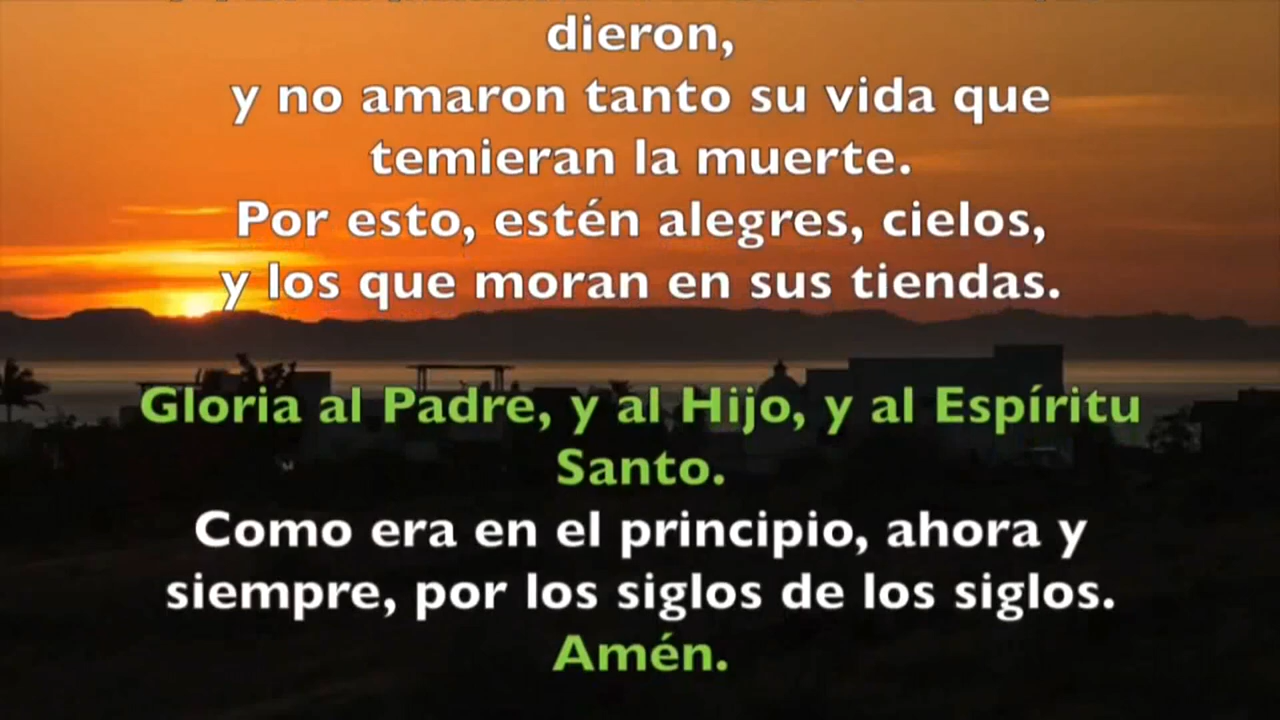 dieron,
y no amaron tanto su vida que
temieran la muerte.
Por esto, estén alegres, cielos,
y los que moran en sus tiendas.
Gloria al Padre, y al Hijo, y al Espíritu
Santo.
Como era en el principio, ahora y
siempre, por los siglos de los siglos.
Amén.